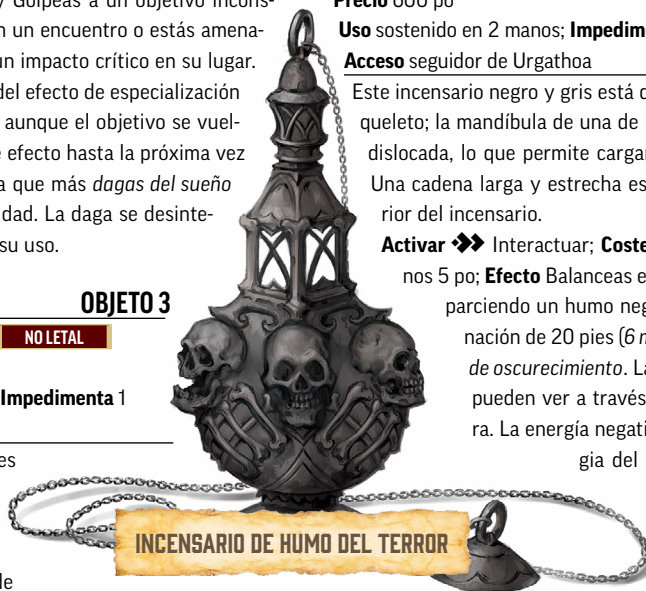 y Golpeas a un objetivo incons-
n un encuentro o estás amena-
un impacto crítico en su lugar.
del efecto de especialización
aunque el objetivo se vuel-
e efecto hasta la próxima vez
a que más dagas del sueño
dad. La daga se desinte-
su uso.
OBJETO 3
NO LETAL
Impedimenta 1
es
de
Precio 600 po
Uso sostenido en 2 manos; Impedime
Acceso seguidor de Urgathoa
Este incensario negro y gris está d
queleto; la mandíbula de una de
dislocada, lo que permite cargar
Una cadena larga y estrecha es
rior del incensario.
Activar Interactuar; Coste
nos 5 po; Efecto Balanceas e
parciendo un humo neg
nación de 20 pies (6 m
de oscurecimiento. La
pueden ver a través
ra. La energía negati
gia del
INCENSARIO DE HUMO DEL TERROR